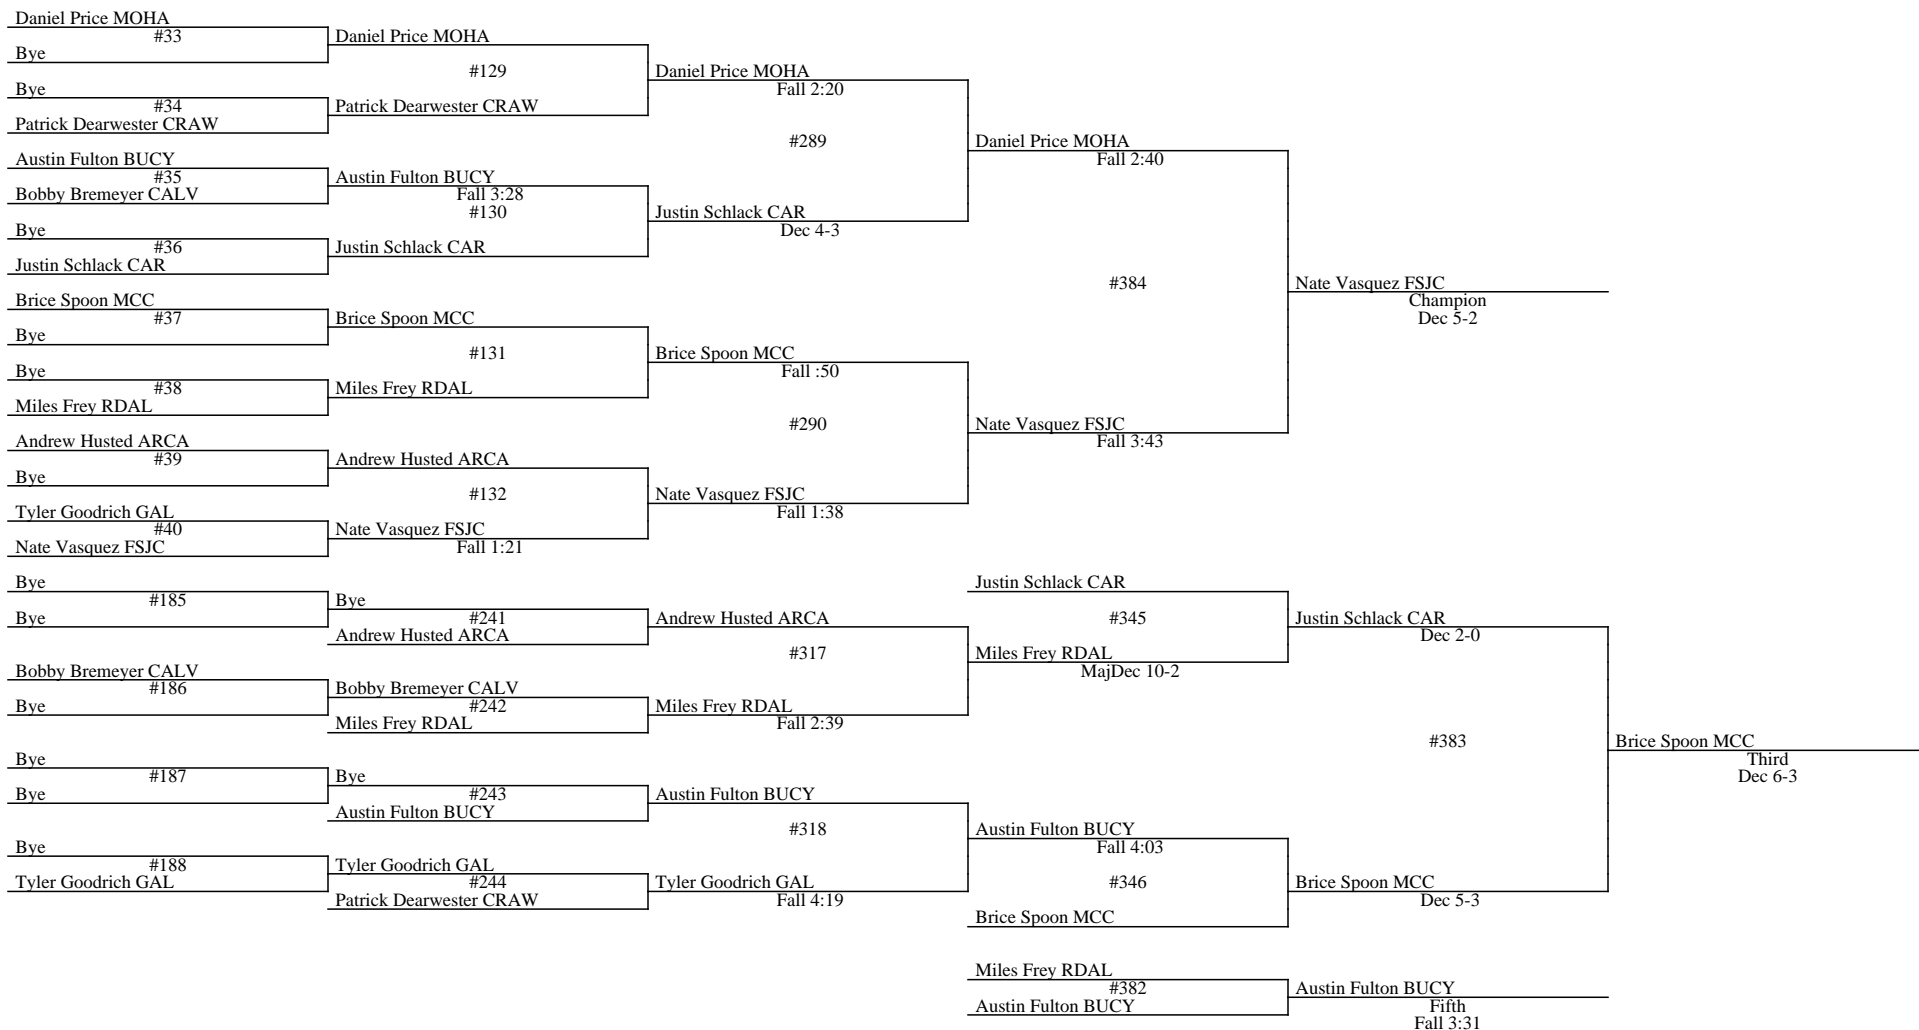 Daniel Price MOHA
#33
Bye
Daniel Price MOHA
#129
Bye
#34
Patrick Dearwester CRAW
Patrick Dearwester CRAW
Daniel Price MOHA
Fall 2:20
#289
Austin Fulton BUCY
#35
Bobby Bremeyer CALV
Austin Fulton BUCY
Fall 3:28
#130
Bye
#36
Justin Schlack CAR
Justin Schlack CAR
Justin Schlack CAR
Dec 4-3
Daniel Price MOHA
Fall 2:40
#384
Brice Spoon MCC
#37
Bye
Brice Spoon MCC
#131
Bye
#38
Miles Frey RDAL
Miles Frey RDAL
Brice Spoon MCC
Fall :50
#290
Andrew Husted ARCA
#39
Bye
Andrew Husted ARCA
#132
Tyler Goodrich GAL
#40
Nate Vasquez FSJC
Nate Vasquez FSJC
Fall 1:21
Nate Vasquez FSJC
Fall 1:38
Nate Vasquez FSJC
Fall 3:43
Nate Vasquez FSJC
Champion
Dec 5-2
Bye
#185
Bye
Bye
#241
Andrew Husted ARCA
Andrew Husted ARCA
#317
Bobby Bremeyer CALV
#186
Bye
Bobby Bremeyer CALV
#242
Miles Frey RDAL
Miles Frey RDAL
Fall 2:39
Justin Schlack CAR
#345
Miles Frey RDAL
MajDec 10-2
Justin Schlack CAR
Dec 2-0
#383
Bye
#187
Bye
Bye
#243
Austin Fulton BUCY
Austin Fulton BUCY
#318
Bye
#188
Tyler Goodrich GAL
Tyler Goodrich GAL
#244
Patrick Dearwester CRAW
Tyler Goodrich GAL
Fall 4:19
Austin Fulton BUCY
Fall 4:03
#346
Brice Spoon MCC
Brice Spoon MCC
Dec 5-3
Brice Spoon MCC
Third
Dec 6-3
Miles Frey RDAL
#382
Austin Fulton BUCY
Austin Fulton BUCY
Fifth
Fall 3:31